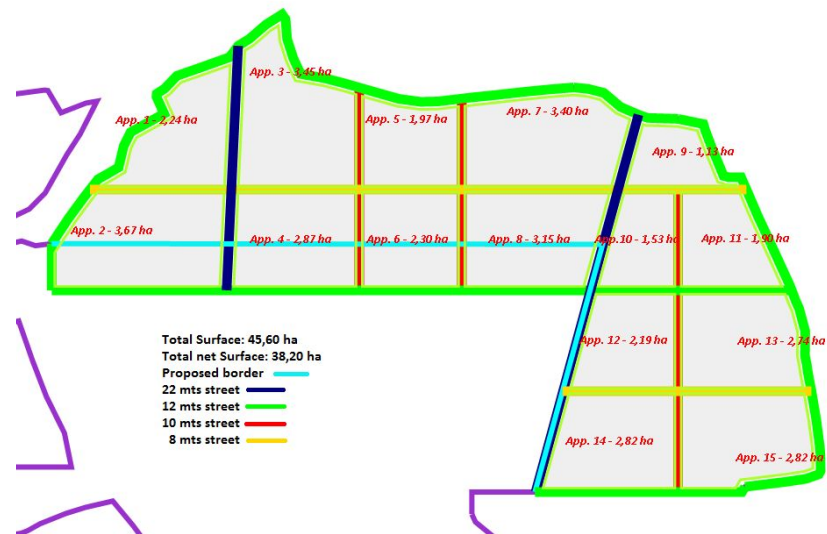 App. 3 - 3,45 ha
App. 1 - 2,24 ha
App. 5 - 1,97 ha
App. 7 - 3,40 ha
App. 9 - 1,13 ha
App. 2 - 3,67 ha
App. 4 - 2,87 ha
App. 6 - 2,30 ha
App. 8 - 3,15 ha
App.10 - 1,53 ha
App. 11 - 1,90 ha
App. 12 - 2,19 ha
App. 13 - 2,74 ha
App. 14 - 2,82 ha
App. 15 - 2,82 ha
Total Surface: 45,60 ha
Total net Surface: 38,20 ha
Proposed border
22 mts street
12 mts street
10 mts street
8 mts street